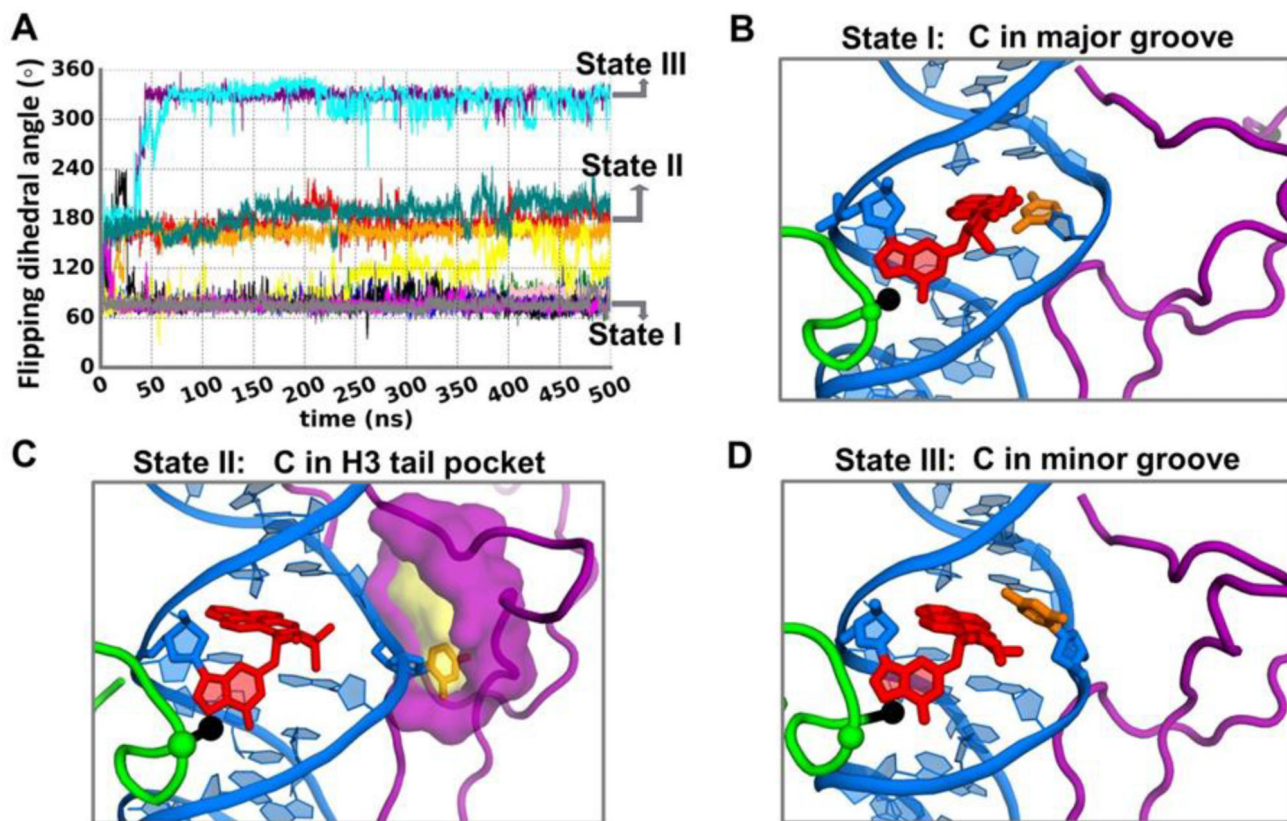 A
Flipping dihedral angle (○)
360
300
240
180
120
60
0
0 50 100 150 200 250 300 350 400 450 500
time (ns)
State III
State II
State I
B
State I: C in major groove
C
State II: C in H3 tail pocket
D
State III: C in minor groove